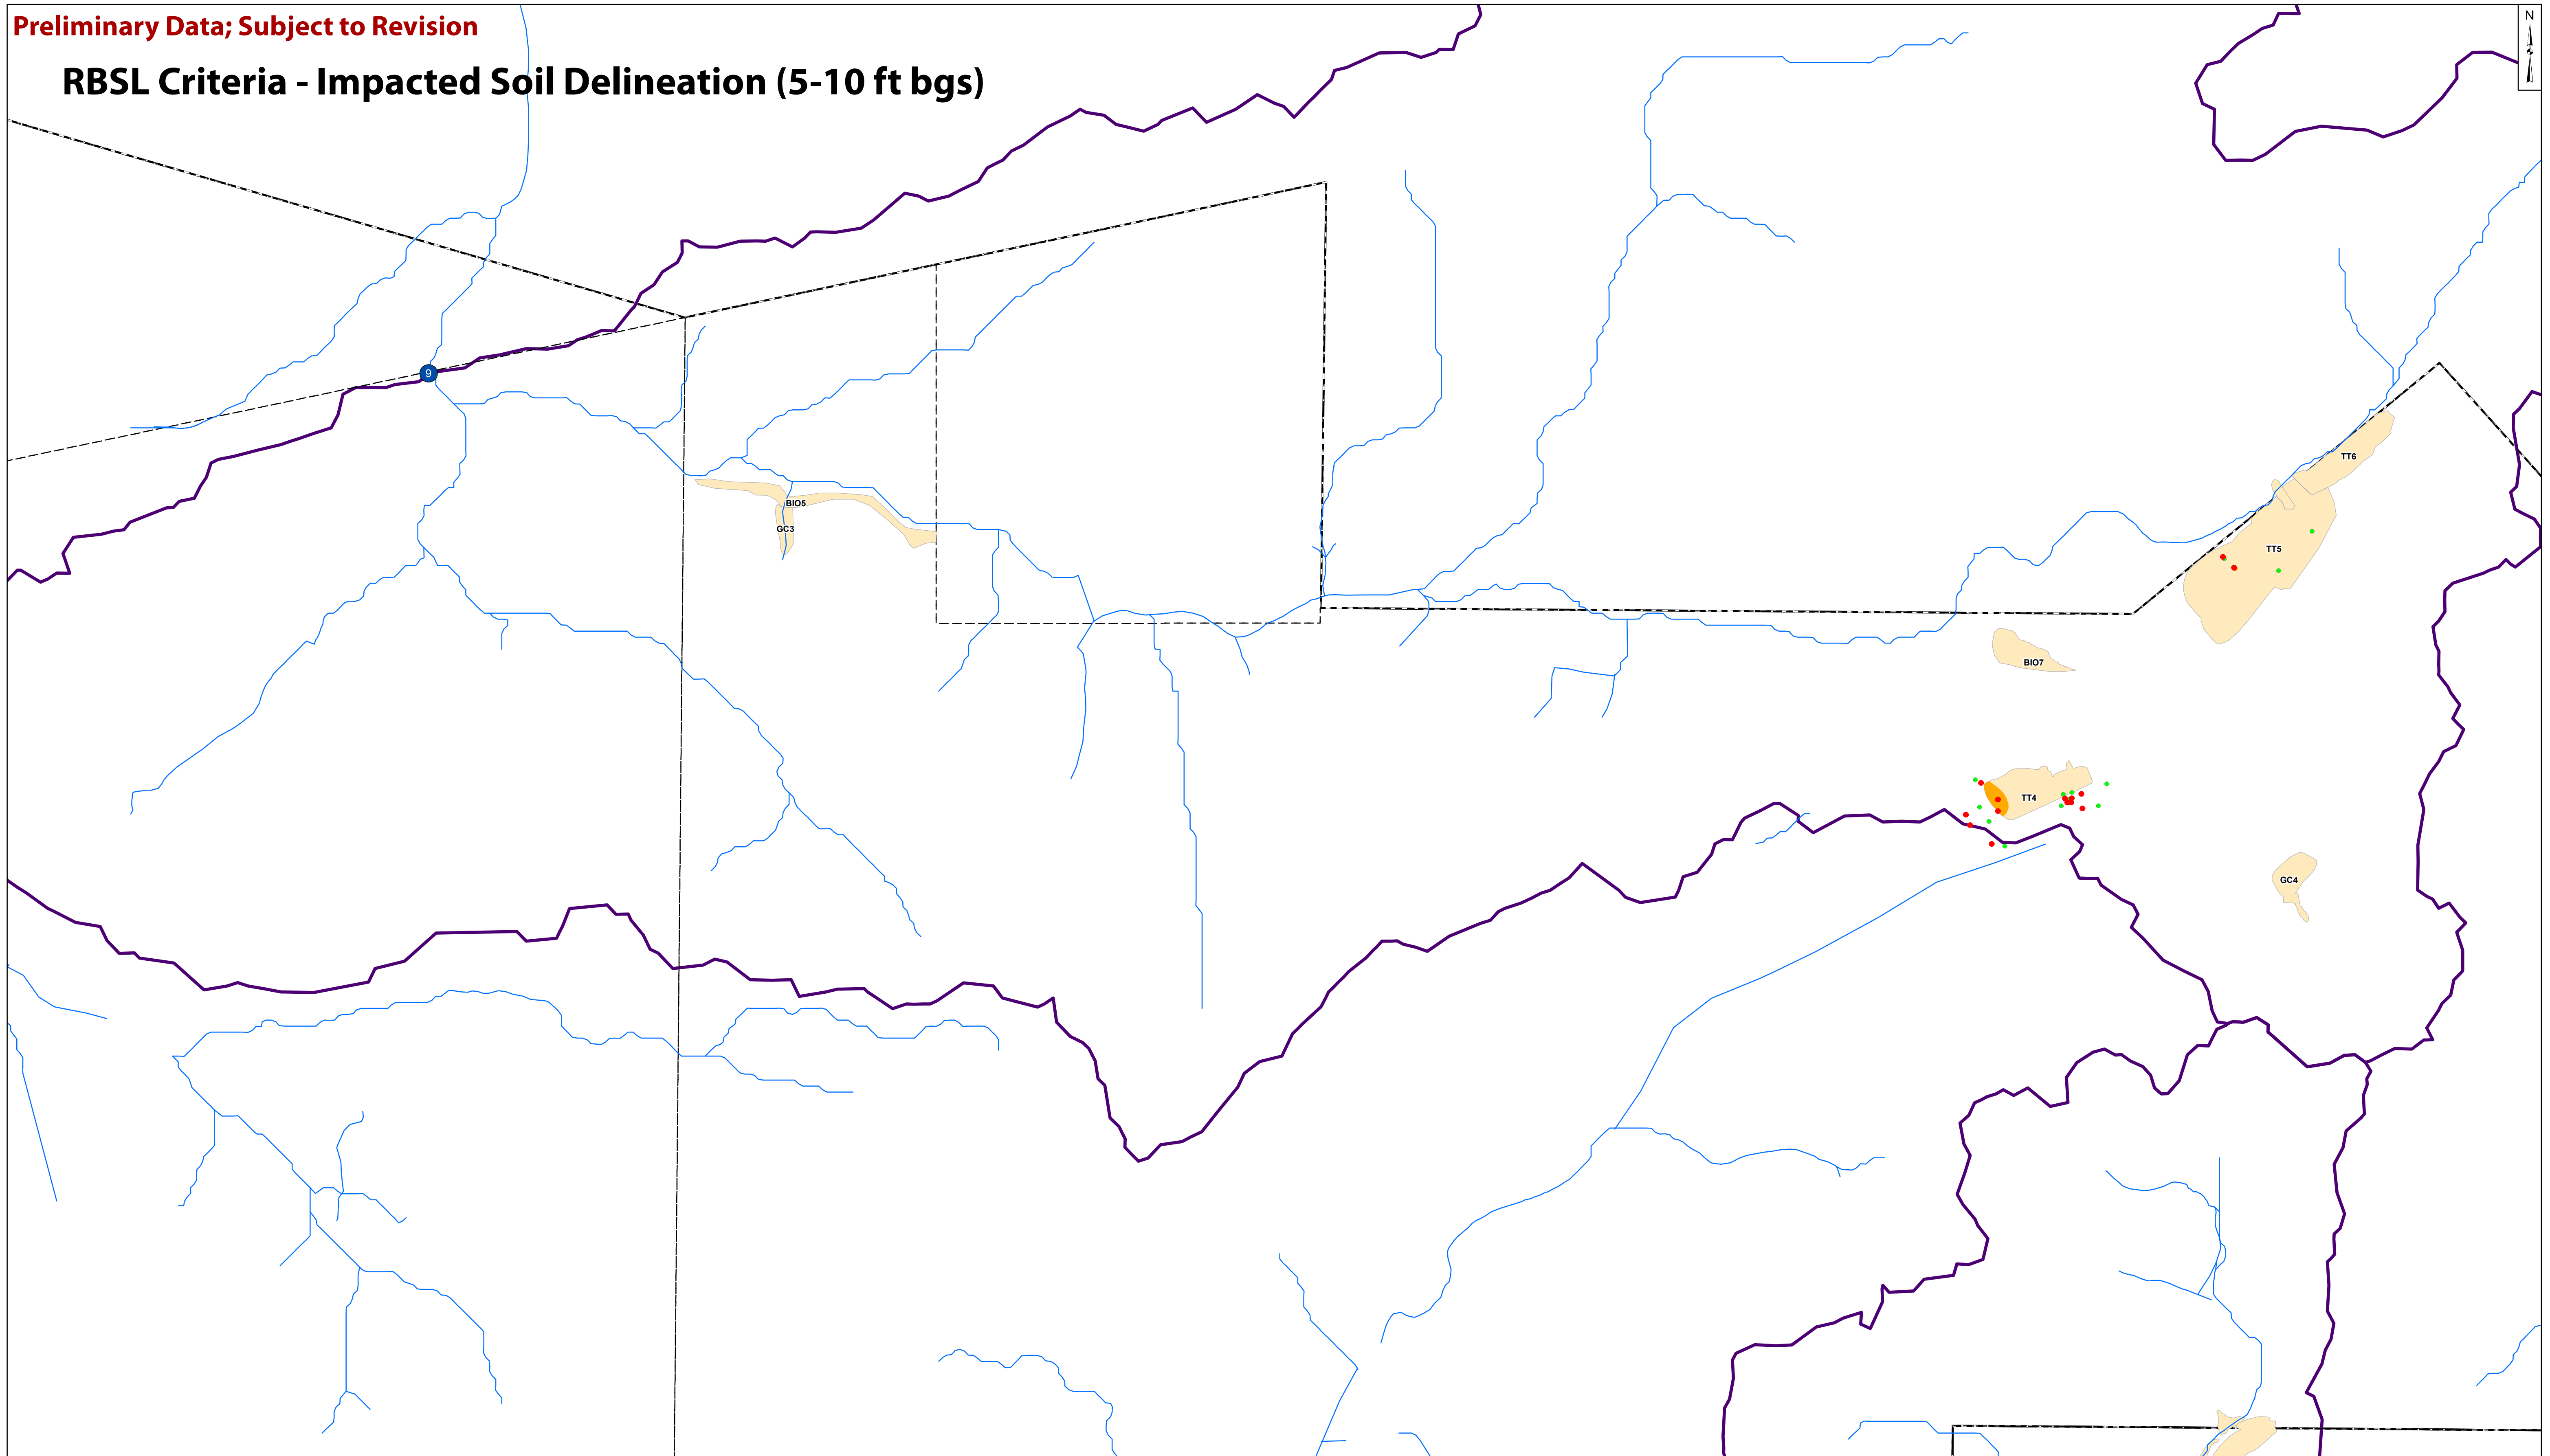 Preliminary Data; Subject to Revision
N
RBSL Criteria - Impacted Soil Delineation (5-10 ft bgs)
9
TT6
BIO5
GC3
TT5
BIO7
TT4
GC4